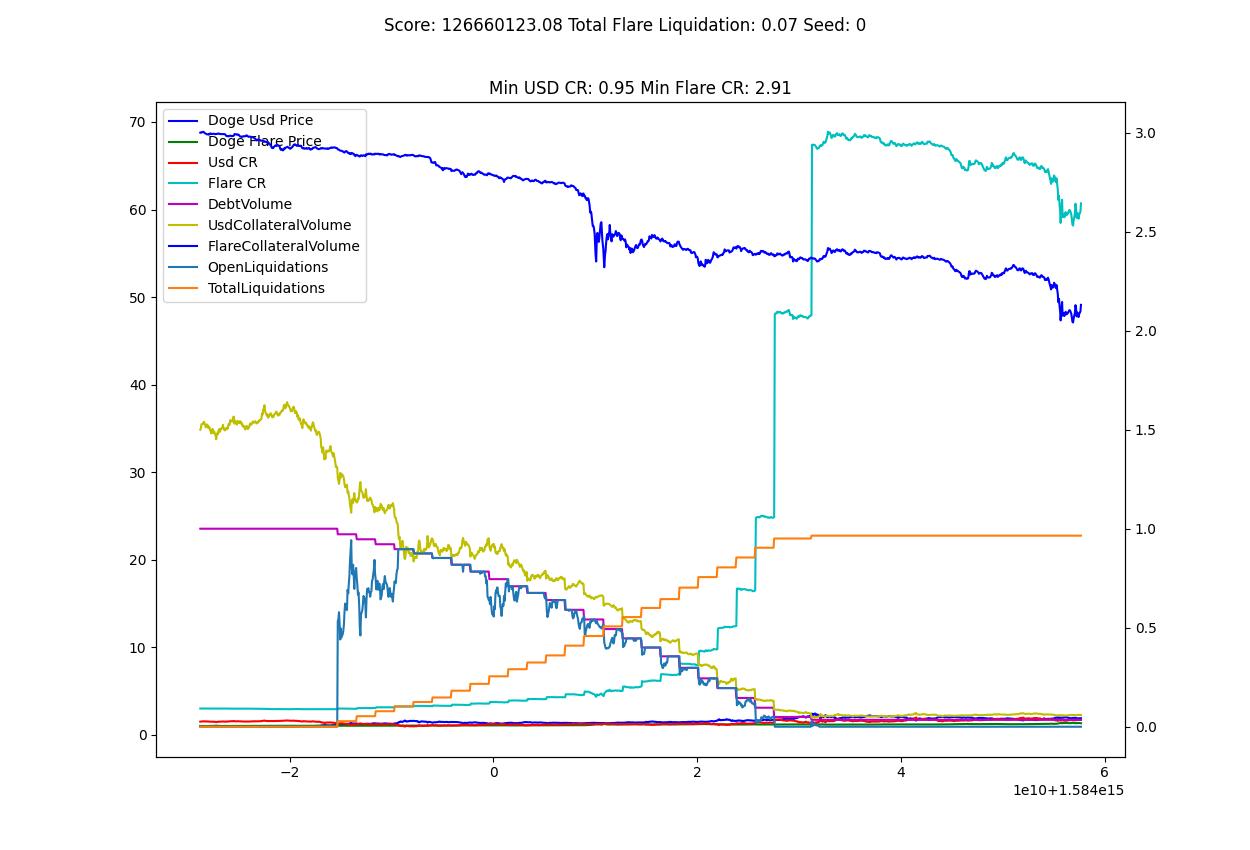 Score: 126660123.08 Total Flare Liquidation: 0.07 Seed: 0
Min USD CR: 0.95 Min Flare CR: 2.91
Doge Usd Price
Doge Flare Price
Usd CR
Flare CR
DebtVolume
UsdCollateralVolume
FlareCollateralVolume
OpenLiquidations
TotalLiquidations
70
60
50
40
30
20
10
0
3.0
2.5
2.0
1.5
1.0
0.5
0.0
−2
0
2
4
6
1e10+1.584e15